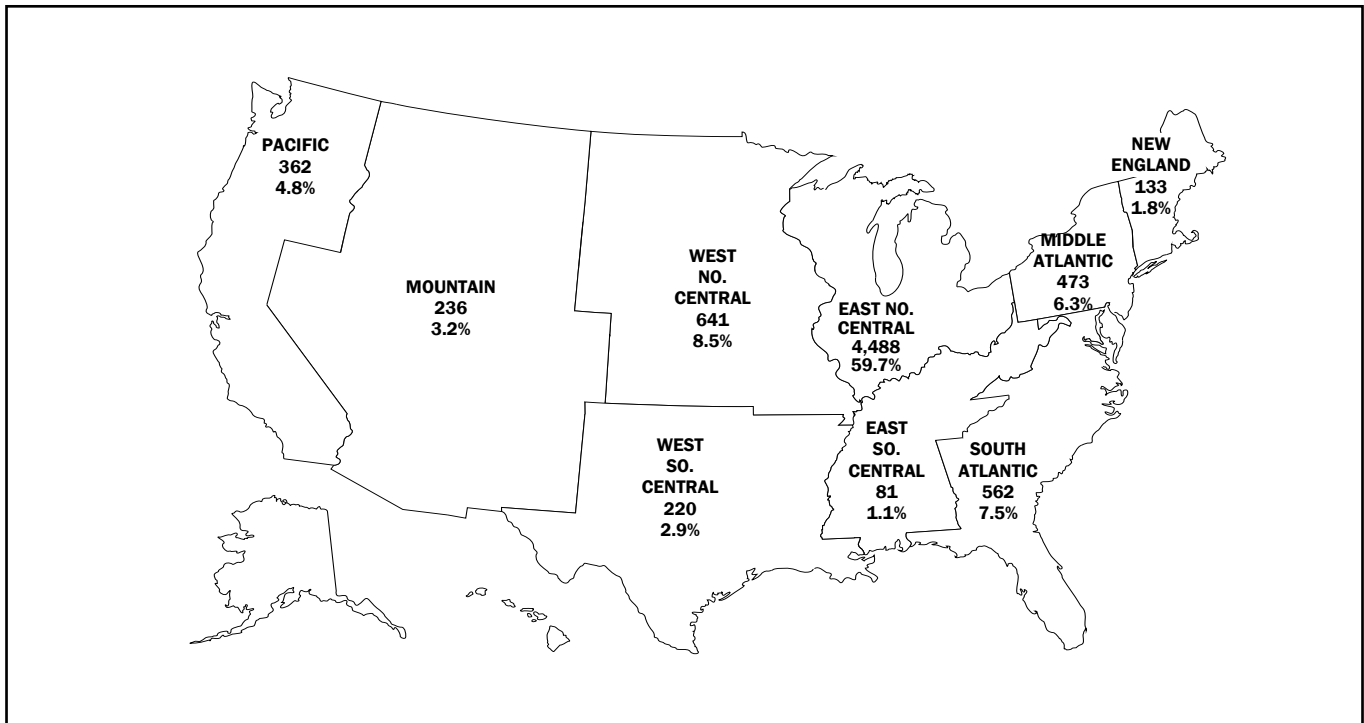 PACIFIC
362
4.8%
MOUNTAIN
236
3.2%
WEST
NO.
CENTRAL
641
8.5%
EAST NO.
CENTRAL
4,488
59.7%
NEW
ENGLAND
133
1.8%
MIDDLE
ATLANTIC
473
6.3%
WEST
SO.
CENTRAL
220
2.9%
EAST
SO.
CENTRAL
81
1.1%
SOUTH
ATLANTIC
562
7.5%